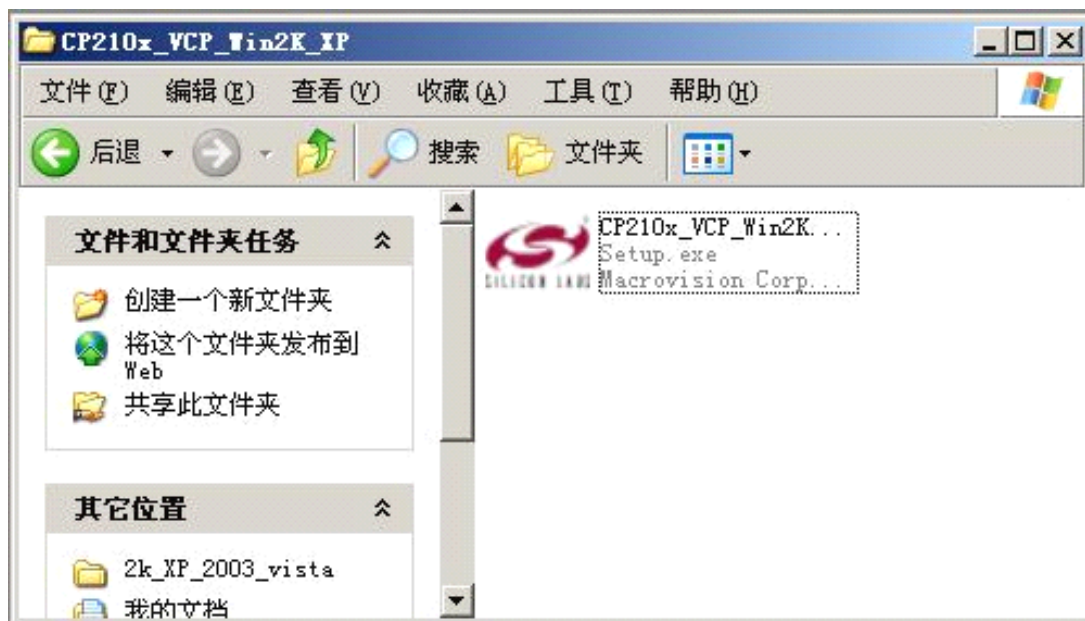 CP210x_VCP_Win2K_XP
文件(F) 编辑(E) 查看(V) 收藏(A) 工具(T) 帮助(H)
后退 搜索 文件夹
文件和文件夹任务
创建一个新文件夹
将这个文件夹发布到
Web
共享此文件夹
其它位置
2k_XP_2003_vista
我的文档
CP210x_VCP_Win2K...
Setup.exe
Macrovision Corp...
SILICON LABS